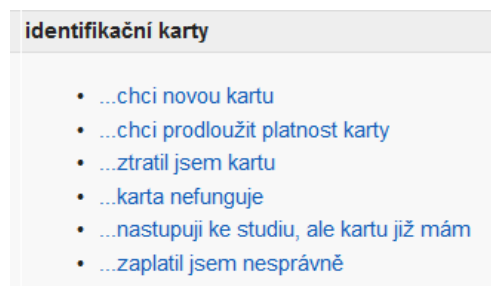 identifikační karty
• ...chci novou kartu
• ...chci prodloužit platnost karty
• ...ztratil jsem kartu
• ...karta nefunguje
• ...nastupuji ke studiu, ale kartu již mám
• ...zaplatil jsem nesprávně